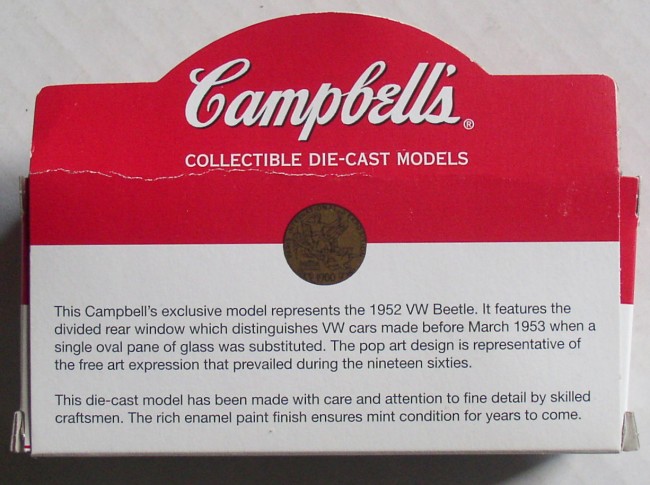 Campbell's®
COLLECTIBLE DIE-CAST MODELS
1900
This Campbell's exclusive model represents the 1952 VW Beetle. It features the
divided rear window which distinguishes VW cars made before March 1953 when a
single oval pane of glass was substituted. The pop art design is representative of
the free art expression that prevailed during the nineteen sixties.
This die-cast model has been made with care and attention to fine detail by skilled
craftsmen. The rich enamel paint finish ensures mint condition for years to come.